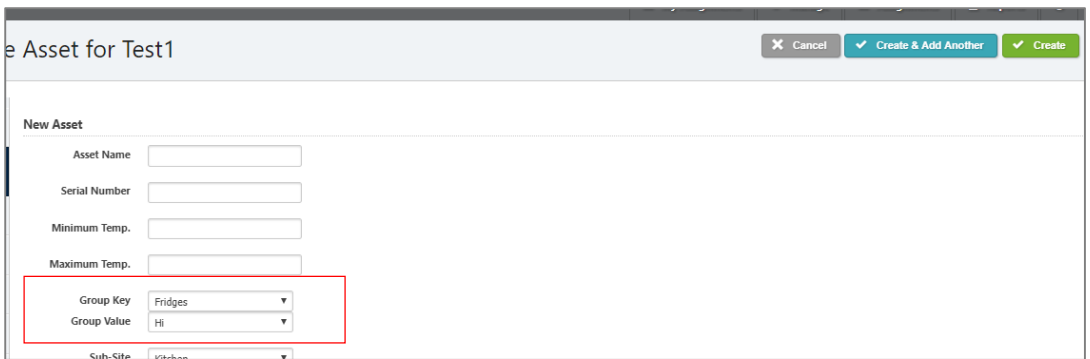 e Asset for Test1
Cancel
Create & Add Another
Create
New Asset
Asset Name
Serial Number
Minimum Temp.
Maximum Temp.
Group Key Fridges
Group Value Hi
Sub-Site Kitchen